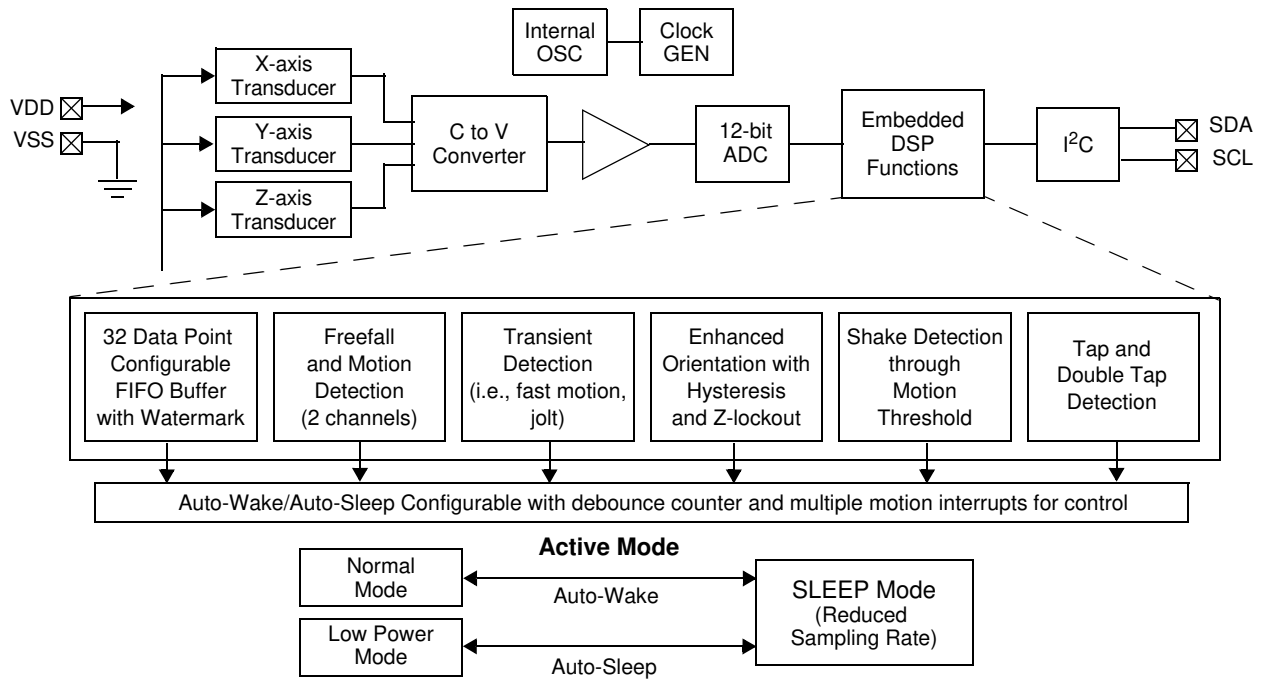 Internal
OSC
Clock
GEN
X-axis
Transducer
VDD
VSS
Y-axis
Transducer
Z-axis
Transducer
C to V
Converter
12-bit
ADC
Embedded
DSP
Functions
I²C
SDA
SCL
32 Data Point
Configurable
FIFO Buffer
with Watermark
Freefall
and Motion
Detection
(2 channels)
Transient
Detection
(i.e., fast motion,
jolt)
Enhanced
Orientation with
Hysteresis
and Z-lockout
Shake Detection
through
Motion
Threshold
Tap and
Double Tap
Detection
Auto-Wake/Auto-Sleep Configurable with debounce counter and multiple motion interrupts for control
Active Mode
Normal
Mode
Auto-Wake
Low Power
Mode
Auto-Sleep
SLEEP Mode
(Reduced
Sampling Rate)